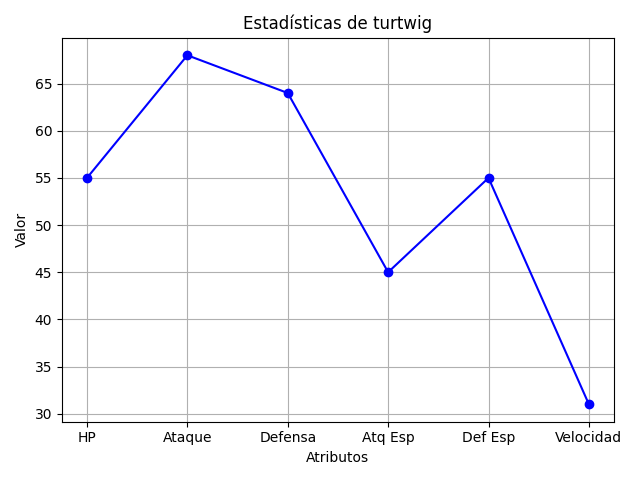 Estadísticas de turtwig
Valor
65
60
55
50
45
40
35
30
HP Ataque Defensa Atq Esp Def Esp Velocidad
Atributos